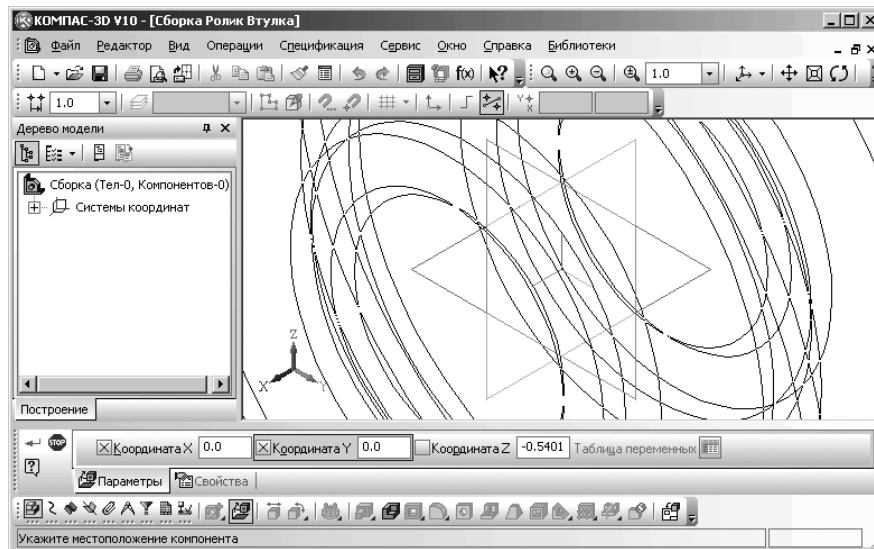 КОМПАС-3D V10 - [Сборка Ролик Втулка]
Файл Редактор Вид Операции Спецификация Сервис Окно Справка Библиотеки
f(x) 1.0
1.0
Дерево модели
Сборка (Тел-0, Компонентов-0)
Системы координат
Z
X Y
Построение
STOP Координата X 0.0 Координата Y 0.0 Координата Z -0.5401 Таблица переменных
Параметры Свойства
Укажите местоположение компонента